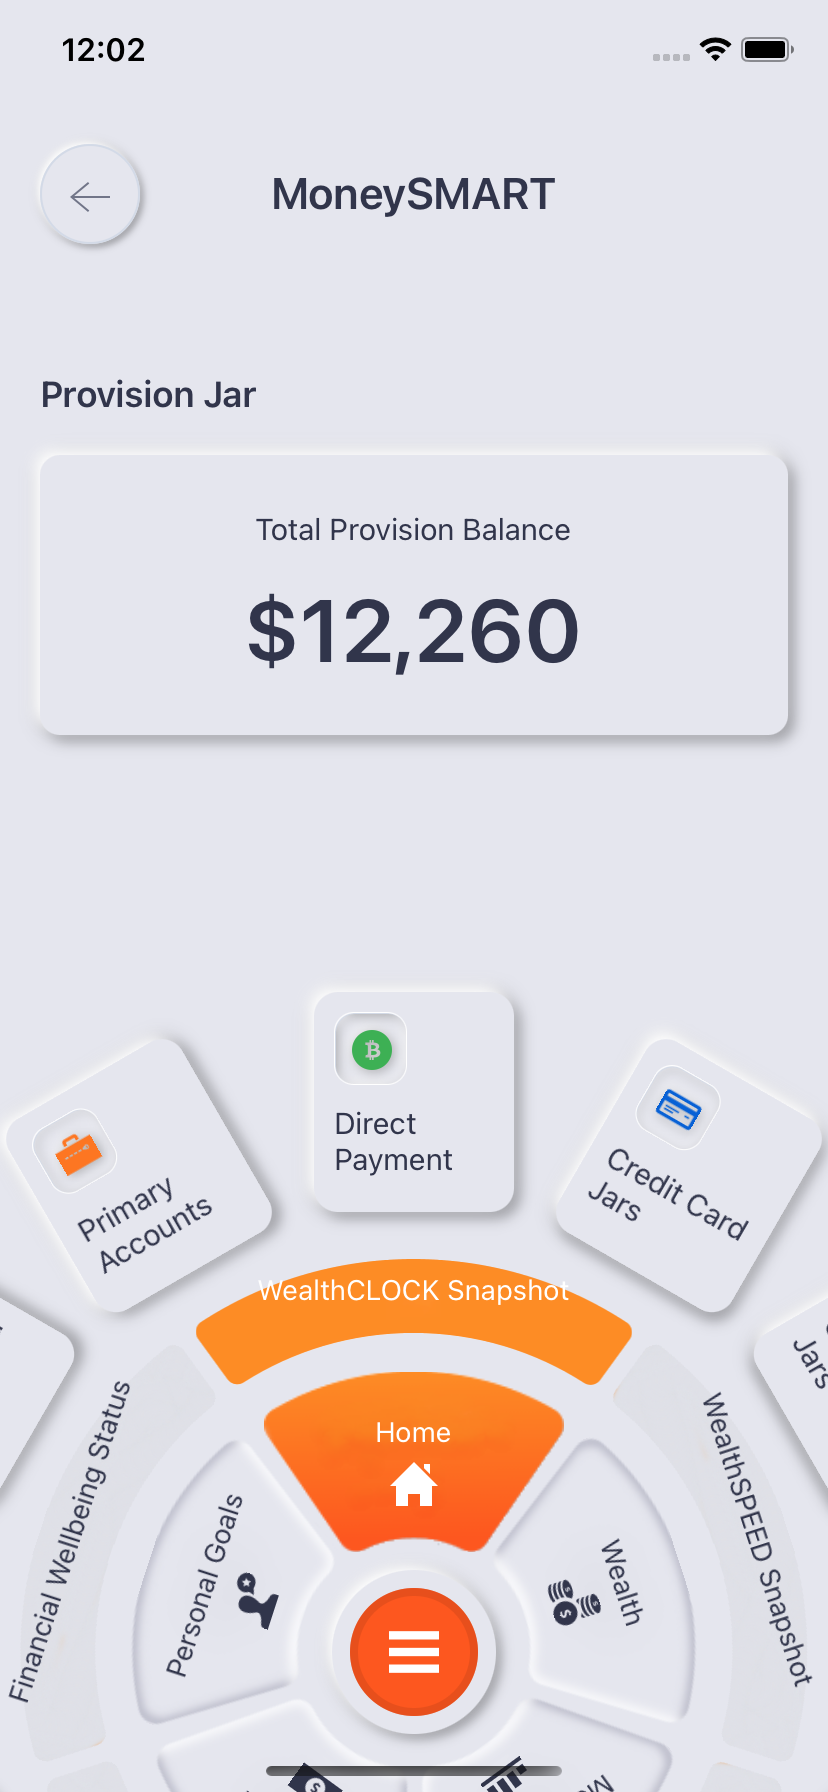 12:02
MoneySMART
Provision Jar
Total Provision Balance
$12,260
Direct
Payment
Primary
Accounts
Credit Card
Jars
Jars
WealthCLOCK Snapshot
Home
Financial Wellbeing Status
Personal Goals
Wealth
WealthSPEED Snapshot